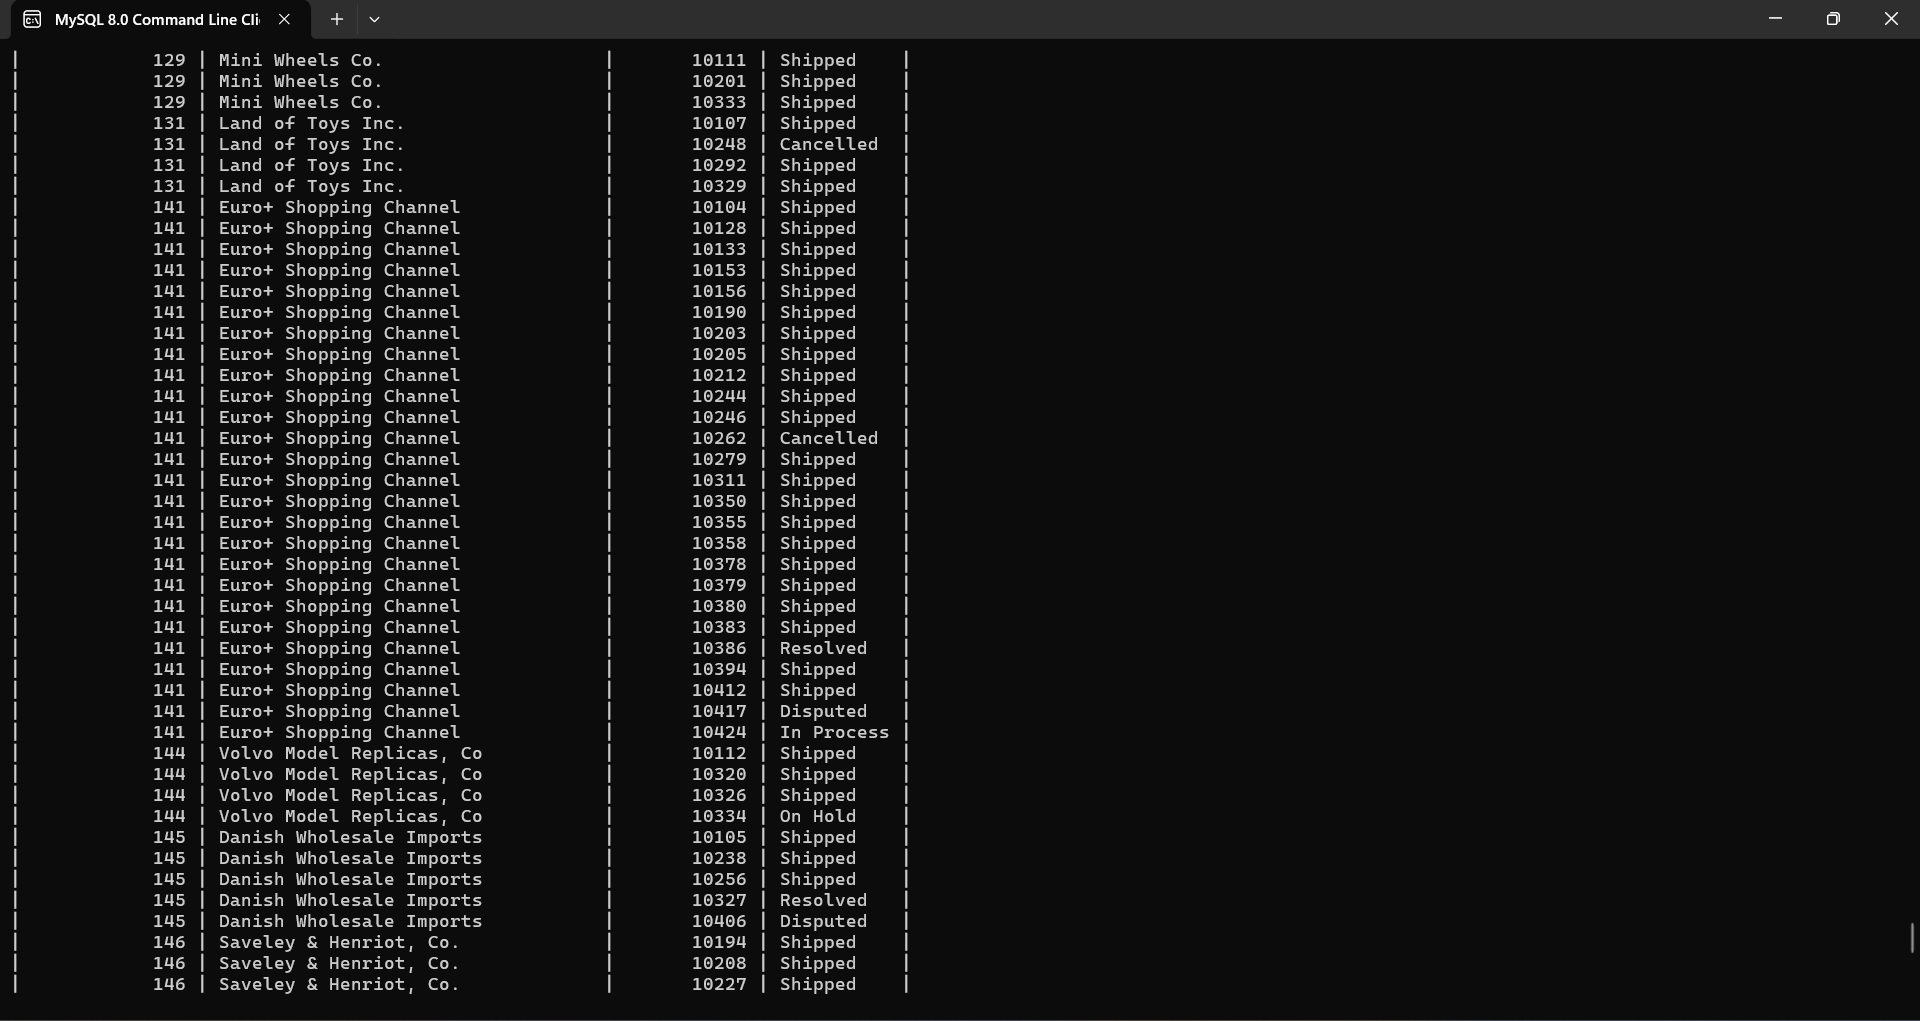 MySQL 8.0 Command Line Cli
| 129 | Mini Wheels Co. | 10111 | Shipped |
| 129 | Mini Wheels Co. | 10201 | Shipped |
| 129 | Mini Wheels Co. | 10333 | Shipped |
| 131 | Land of Toys Inc. | 10107 | Shipped |
| 131 | Land of Toys Inc. | 10248 | Cancelled |
| 131 | Land of Toys Inc. | 10292 | Shipped |
| 131 | Land of Toys Inc. | 10329 | Shipped |
| 141 | Euro+ Shopping Channel | 10104 | Shipped |
| 141 | Euro+ Shopping Channel | 10128 | Shipped |
| 141 | Euro+ Shopping Channel | 10133 | Shipped |
| 141 | Euro+ Shopping Channel | 10153 | Shipped |
| 141 | Euro+ Shopping Channel | 10156 | Shipped |
| 141 | Euro+ Shopping Channel | 10190 | Shipped |
| 141 | Euro+ Shopping Channel | 10203 | Shipped |
| 141 | Euro+ Shopping Channel | 10205 | Shipped |
| 141 | Euro+ Shopping Channel | 10212 | Shipped |
| 141 | Euro+ Shopping Channel | 10244 | Shipped |
| 141 | Euro+ Shopping Channel | 10246 | Shipped |
| 141 | Euro+ Shopping Channel | 10262 | Cancelled |
| 141 | Euro+ Shopping Channel | 10279 | Shipped |
| 141 | Euro+ Shopping Channel | 10311 | Shipped |
| 141 | Euro+ Shopping Channel | 10350 | Shipped |
| 141 | Euro+ Shopping Channel | 10355 | Shipped |
| 141 | Euro+ Shopping Channel | 10358 | Shipped |
| 141 | Euro+ Shopping Channel | 10378 | Shipped |
| 141 | Euro+ Shopping Channel | 10379 | Shipped |
| 141 | Euro+ Shopping Channel | 10380 | Shipped |
| 141 | Euro+ Shopping Channel | 10383 | Shipped |
| 141 | Euro+ Shopping Channel | 10386 | Resolved |
| 141 | Euro+ Shopping Channel | 10394 | Shipped |
| 141 | Euro+ Shopping Channel | 10412 | Shipped |
| 141 | Euro+ Shopping Channel | 10417 | Disputed |
| 141 | Euro+ Shopping Channel | 10424 | In Process |
| 144 | Volvo Model Replicas, Co | 10112 | Shipped |
| 144 | Volvo Model Replicas, Co | 10320 | Shipped |
| 144 | Volvo Model Replicas, Co | 10326 | Shipped |
| 144 | Volvo Model Replicas, Co | 10334 | On Hold |
| 145 | Danish Wholesale Imports | 10105 | Shipped |
| 145 | Danish Wholesale Imports | 10238 | Shipped |
| 145 | Danish Wholesale Imports | 10256 | Shipped |
| 145 | Danish Wholesale Imports | 10327 | Resolved |
| 145 | Danish Wholesale Imports | 10406 | Disputed |
| 146 | Saveley & Henriot, Co. | 10194 | Shipped |
| 146 | Saveley & Henriot, Co. | 10208 | Shipped |
| 146 | Saveley & Henriot, Co. | 10227 | Shipped |